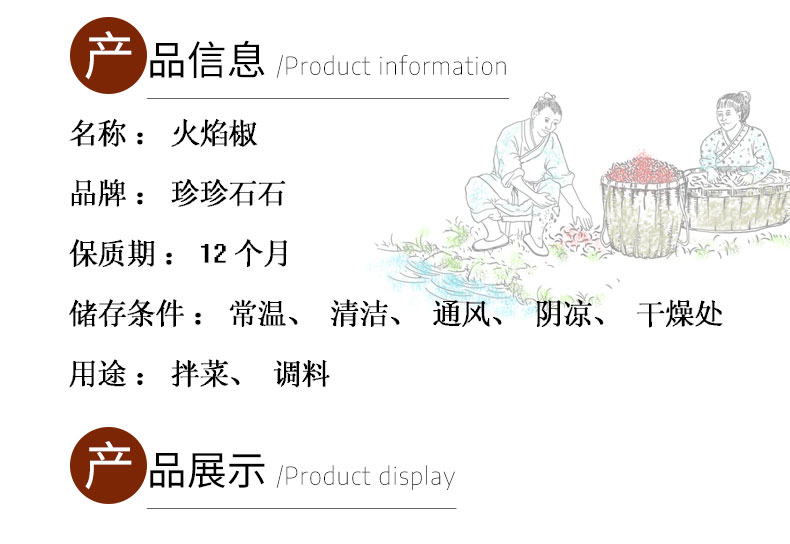 产品信息 /Product information
名称： 火焰椒
品牌： 珍珍石石
保质期： 12个月
储存条件： 常温、 清洁、 通风、 阴凉、 干燥处
用途： 拌菜、 调料
产品展示 /Product display